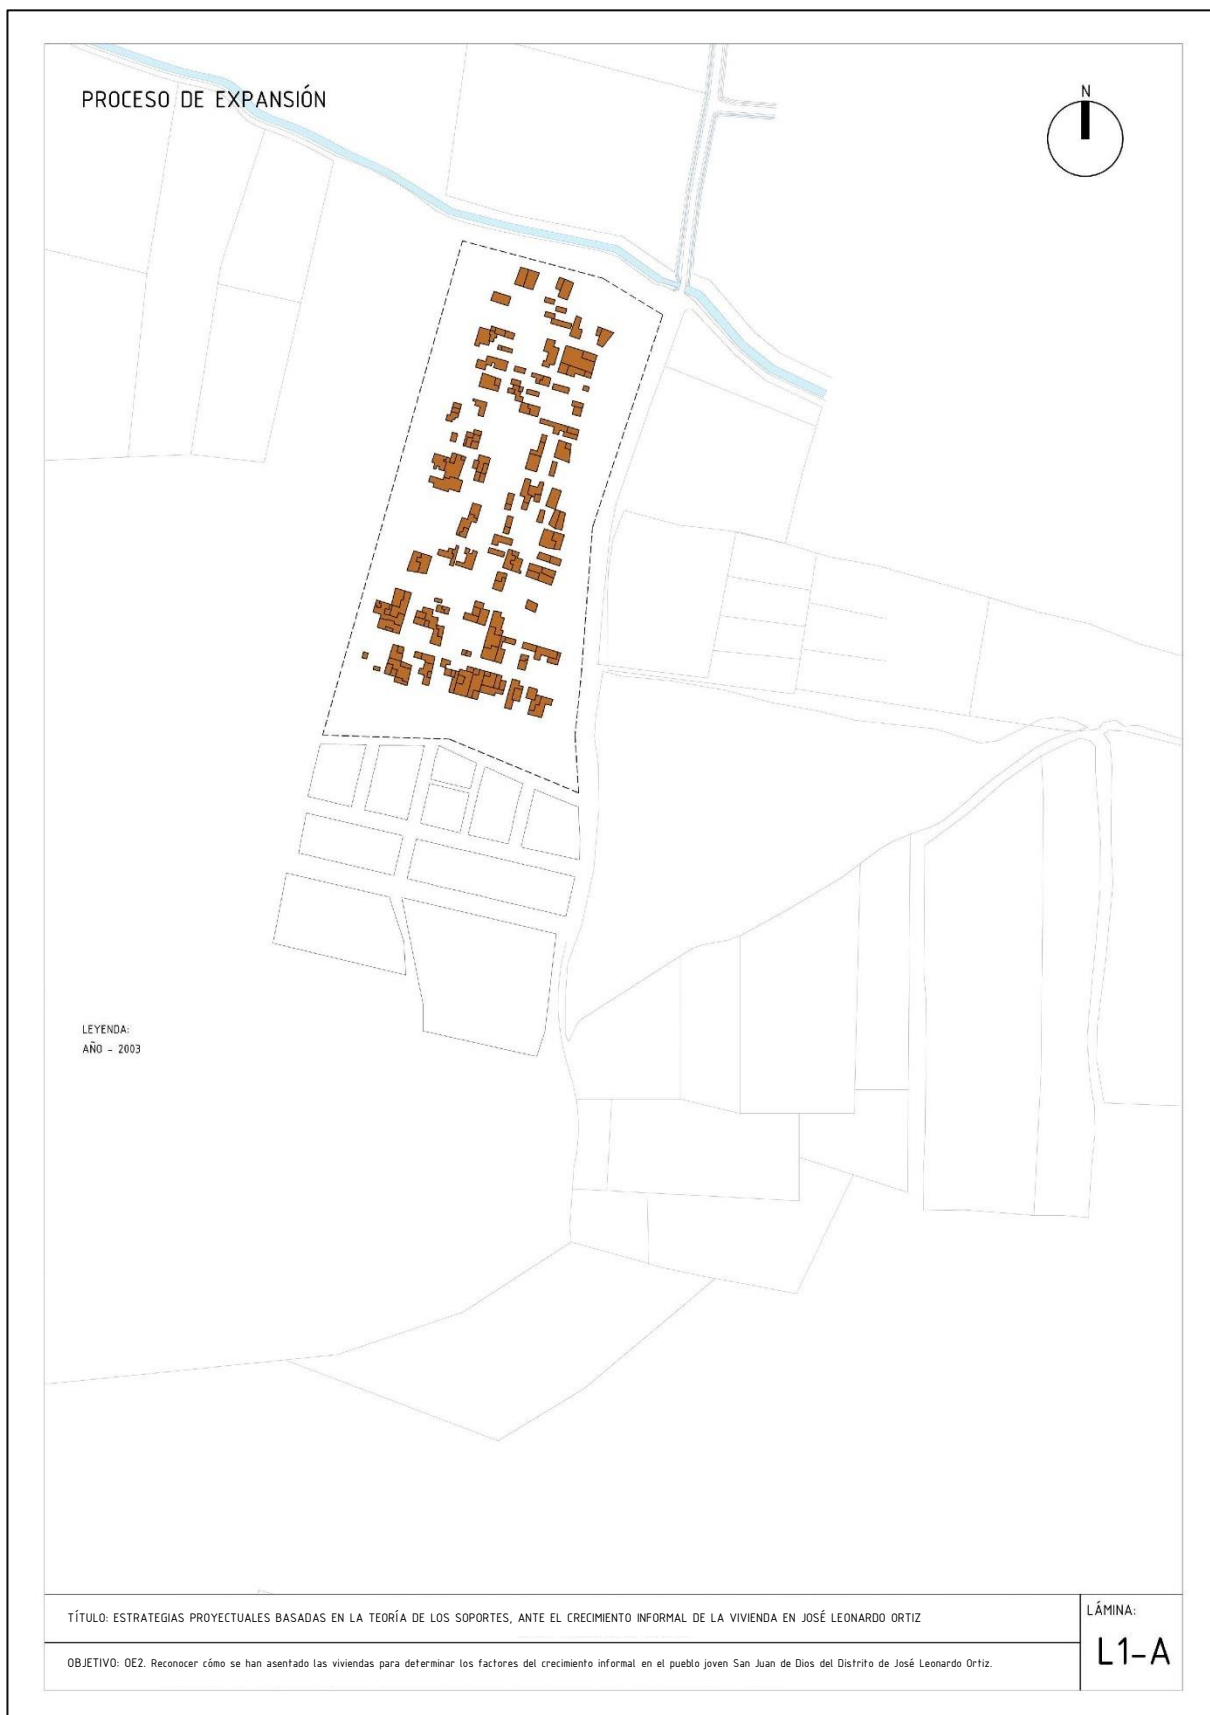 PROCESO DE EXPANSIÓN
N
LEYENDA:
AÑO - 2003
TÍTULO: ESTRATEGIAS PROYECTUALES BASADAS EN LA TEORÍA DE LOS SOPORTES, ANTE EL CRECIMIENTO INFORMAL DE LA VIVIENDA EN JOSÉ LEONARDO ORTIZ
OBJETIVO: OE2. Reconocer cómo se han asentado las viviendas para determinar los factores del crecimiento informal en el pueblo joven San Juan de Dios del Distrito de José Leonardo Ortiz.
LÁMINA:
L1-A